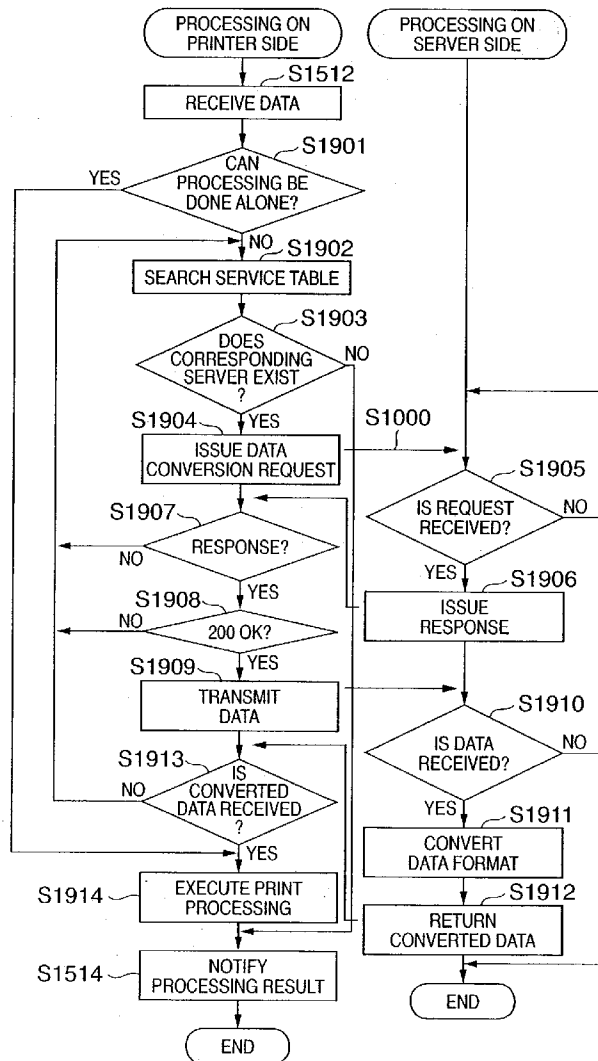 PROCESSING ON
PRINTER SIDE
PROCESSING ON
SERVER SIDE
S1512
RECEIVE DATA
S1901
CAN
PROCESSING BE
DONE ALONE?
YES
NO
S1902
SEARCH SERVICE TABLE
S1903
DOES
CORRESPONDING
SERVER EXIST
?
NO
YES
S1904
ISSUE DATA
CONVERSION REQUEST
S1000
S1905
IS REQUEST
RECEIVED?
NO
YES
S1907
RESPONSE?
NO
YES
S1906
ISSUE
RESPONSE
S1908
200 OK?
NO
YES
S1909
TRANSMIT
DATA
S1910
IS DATA
RECEIVED?
NO
YES
S1913
IS
CONVERTED
DATA RECEIVED
?
NO
YES
S1911
CONVERT
DATA FORMAT
S1912
RETURN
CONVERTED DATA
END
S1914
EXECUTE PRINT
PROCESSING
S1514
NOTIFY
PROCESSING RESULT
END